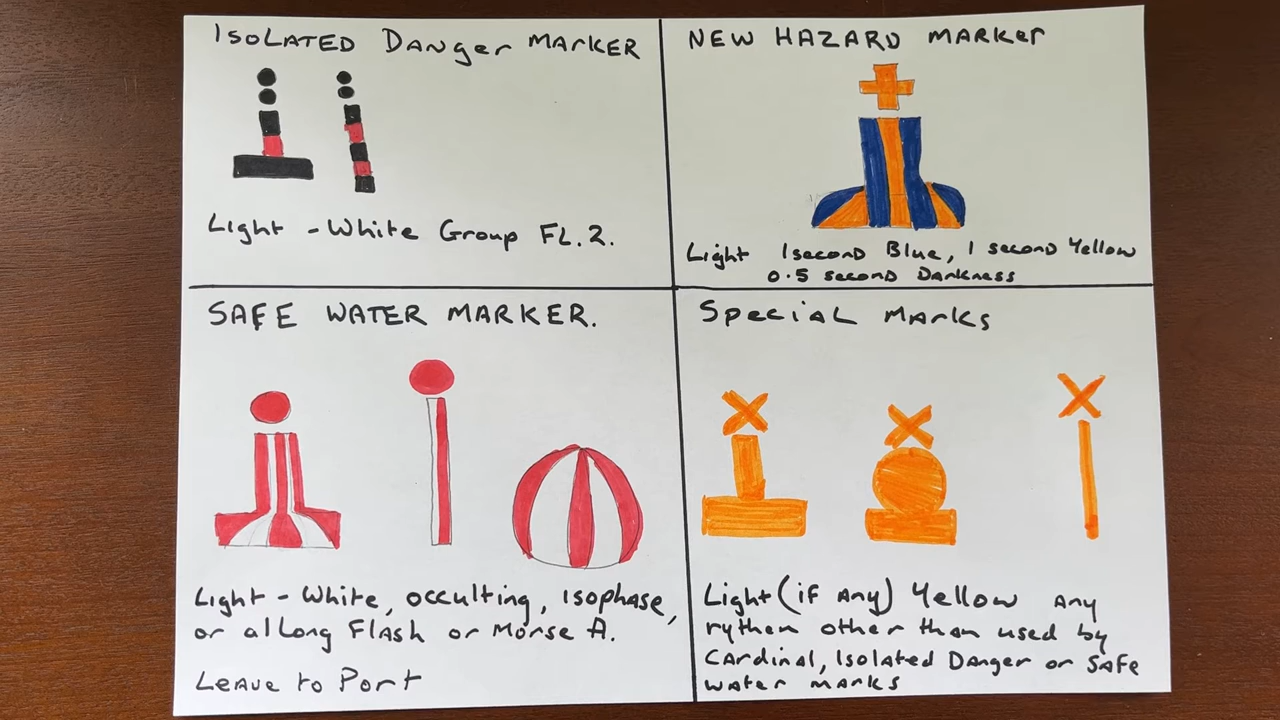 ISOLATED Danger MARKER
Light - White Group FL.2.
NEW HAZARD MARKer
Light 1second Blue, 1 second Yellow
0.5 second Darkness
SAFE WATER MARKER.
Light - White, occulting, isophase,
or a Long Flash or Morse A.
Leave to Port
Special Marks
Light (if any) Yellow any
rythem other than used by
Cardinal, Isolated Danger or Safe
water marks